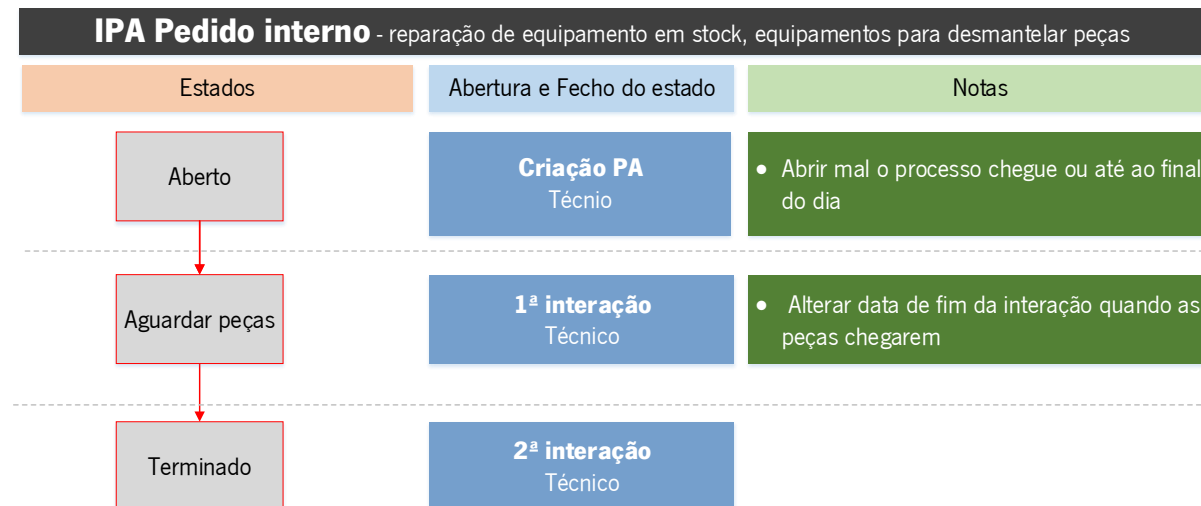 IPA Pedido interno - reparação de equipamento em stock, equipamentos para desmantelar peças
Estados
Abertura e Fecho do estado
Notas
Aberto
Criação PA
Técnio
• Abrir mal o processo chegue ou até ao final
do dia
Aguardar peças
1ª interação
Técnico
• Alterar data de fim da interação quando as
peças chegarem
Terminado
2ª interação
Técnico